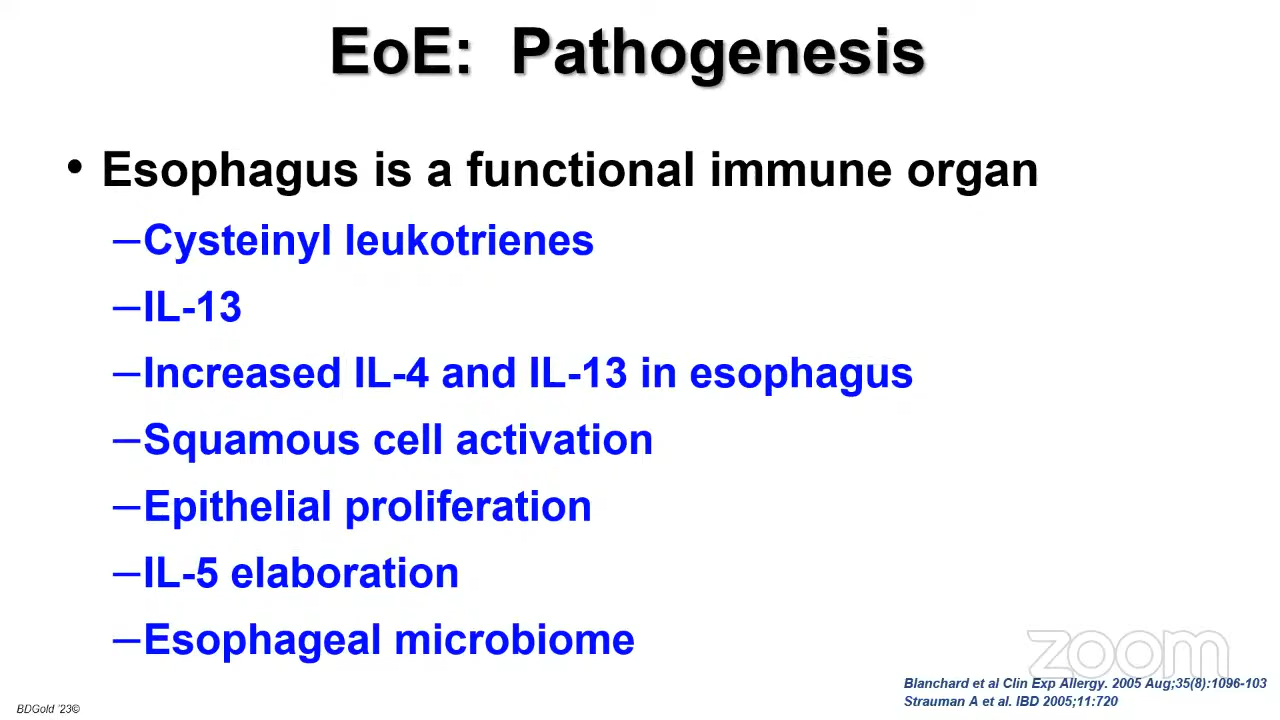 EoE: Pathogenesis
• Esophagus is a functional immune organ
–Cysteinyl leukotrienes
–IL-13
–Increased IL-4 and IL-13 in esophagus
–Squamous cell activation
–Epithelial proliferation
–IL-5 elaboration
–Esophageal microbiome
zoom
Blanchard et al Clin Exp Allergy. 2005 Aug;35(8):1096-103
Strauman A et al. IBD 2005;11:720
BDGold ’23©